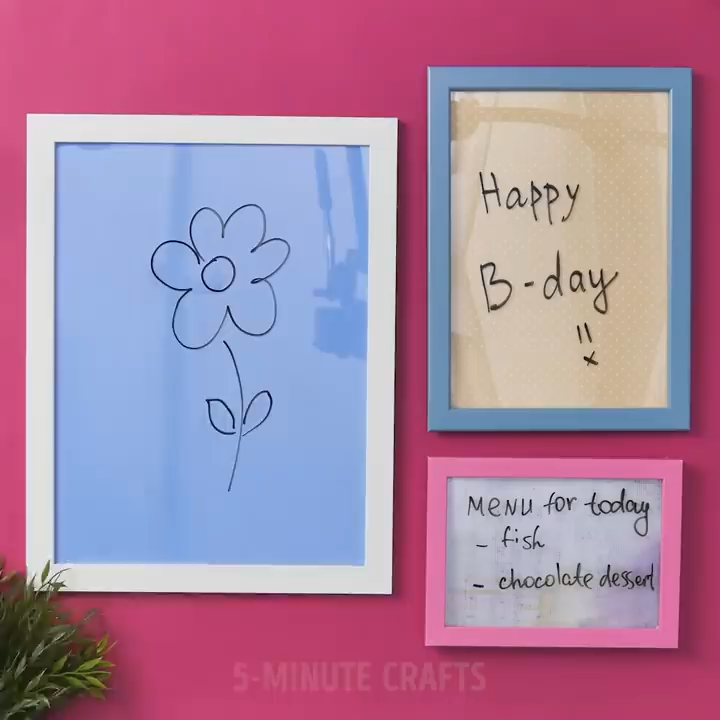 Happy
B-day
MENU for today
- fish
- chocolate dessert
5-MINUTE CRAFTS